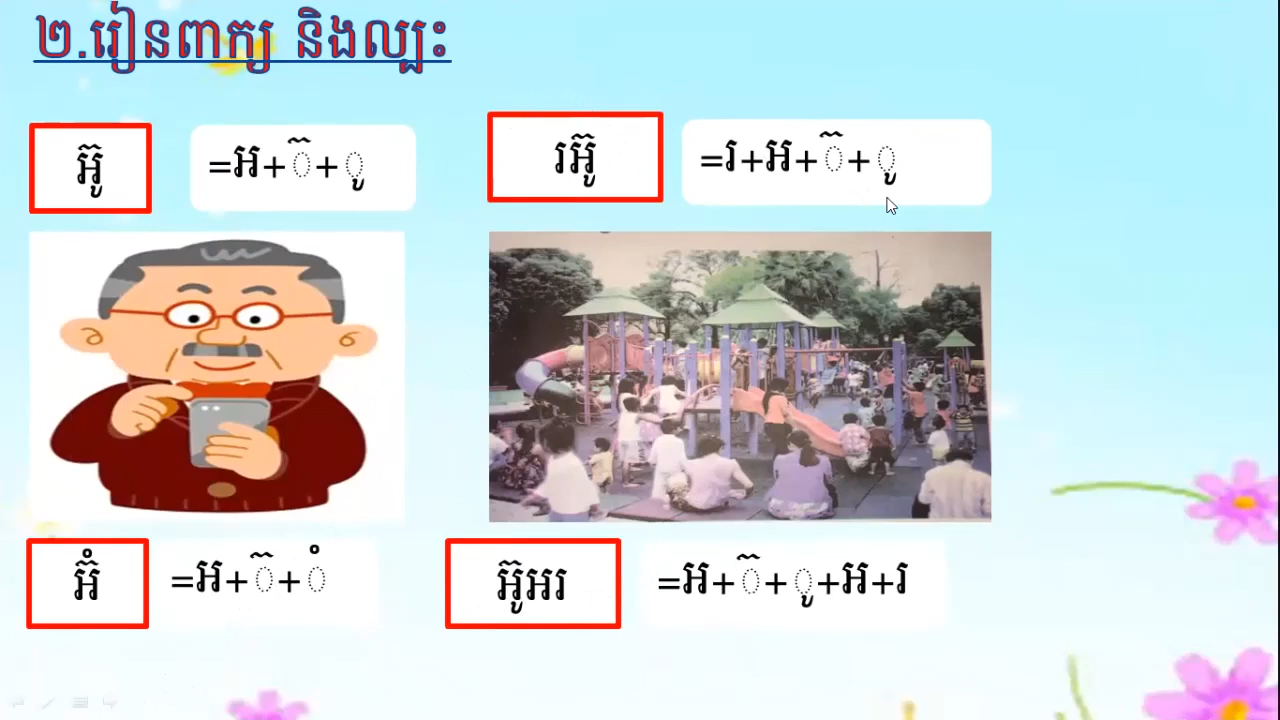 ២.រៀនពាក្យ និងល្បះ
អ៊ូ =អ+៊+ូ
រអ៊ូ =រ+អ+៊+ូ
អ៊ំ =អ+៊+ំ
អ៊ូអរ =អ+៊+ូ+អ+រ